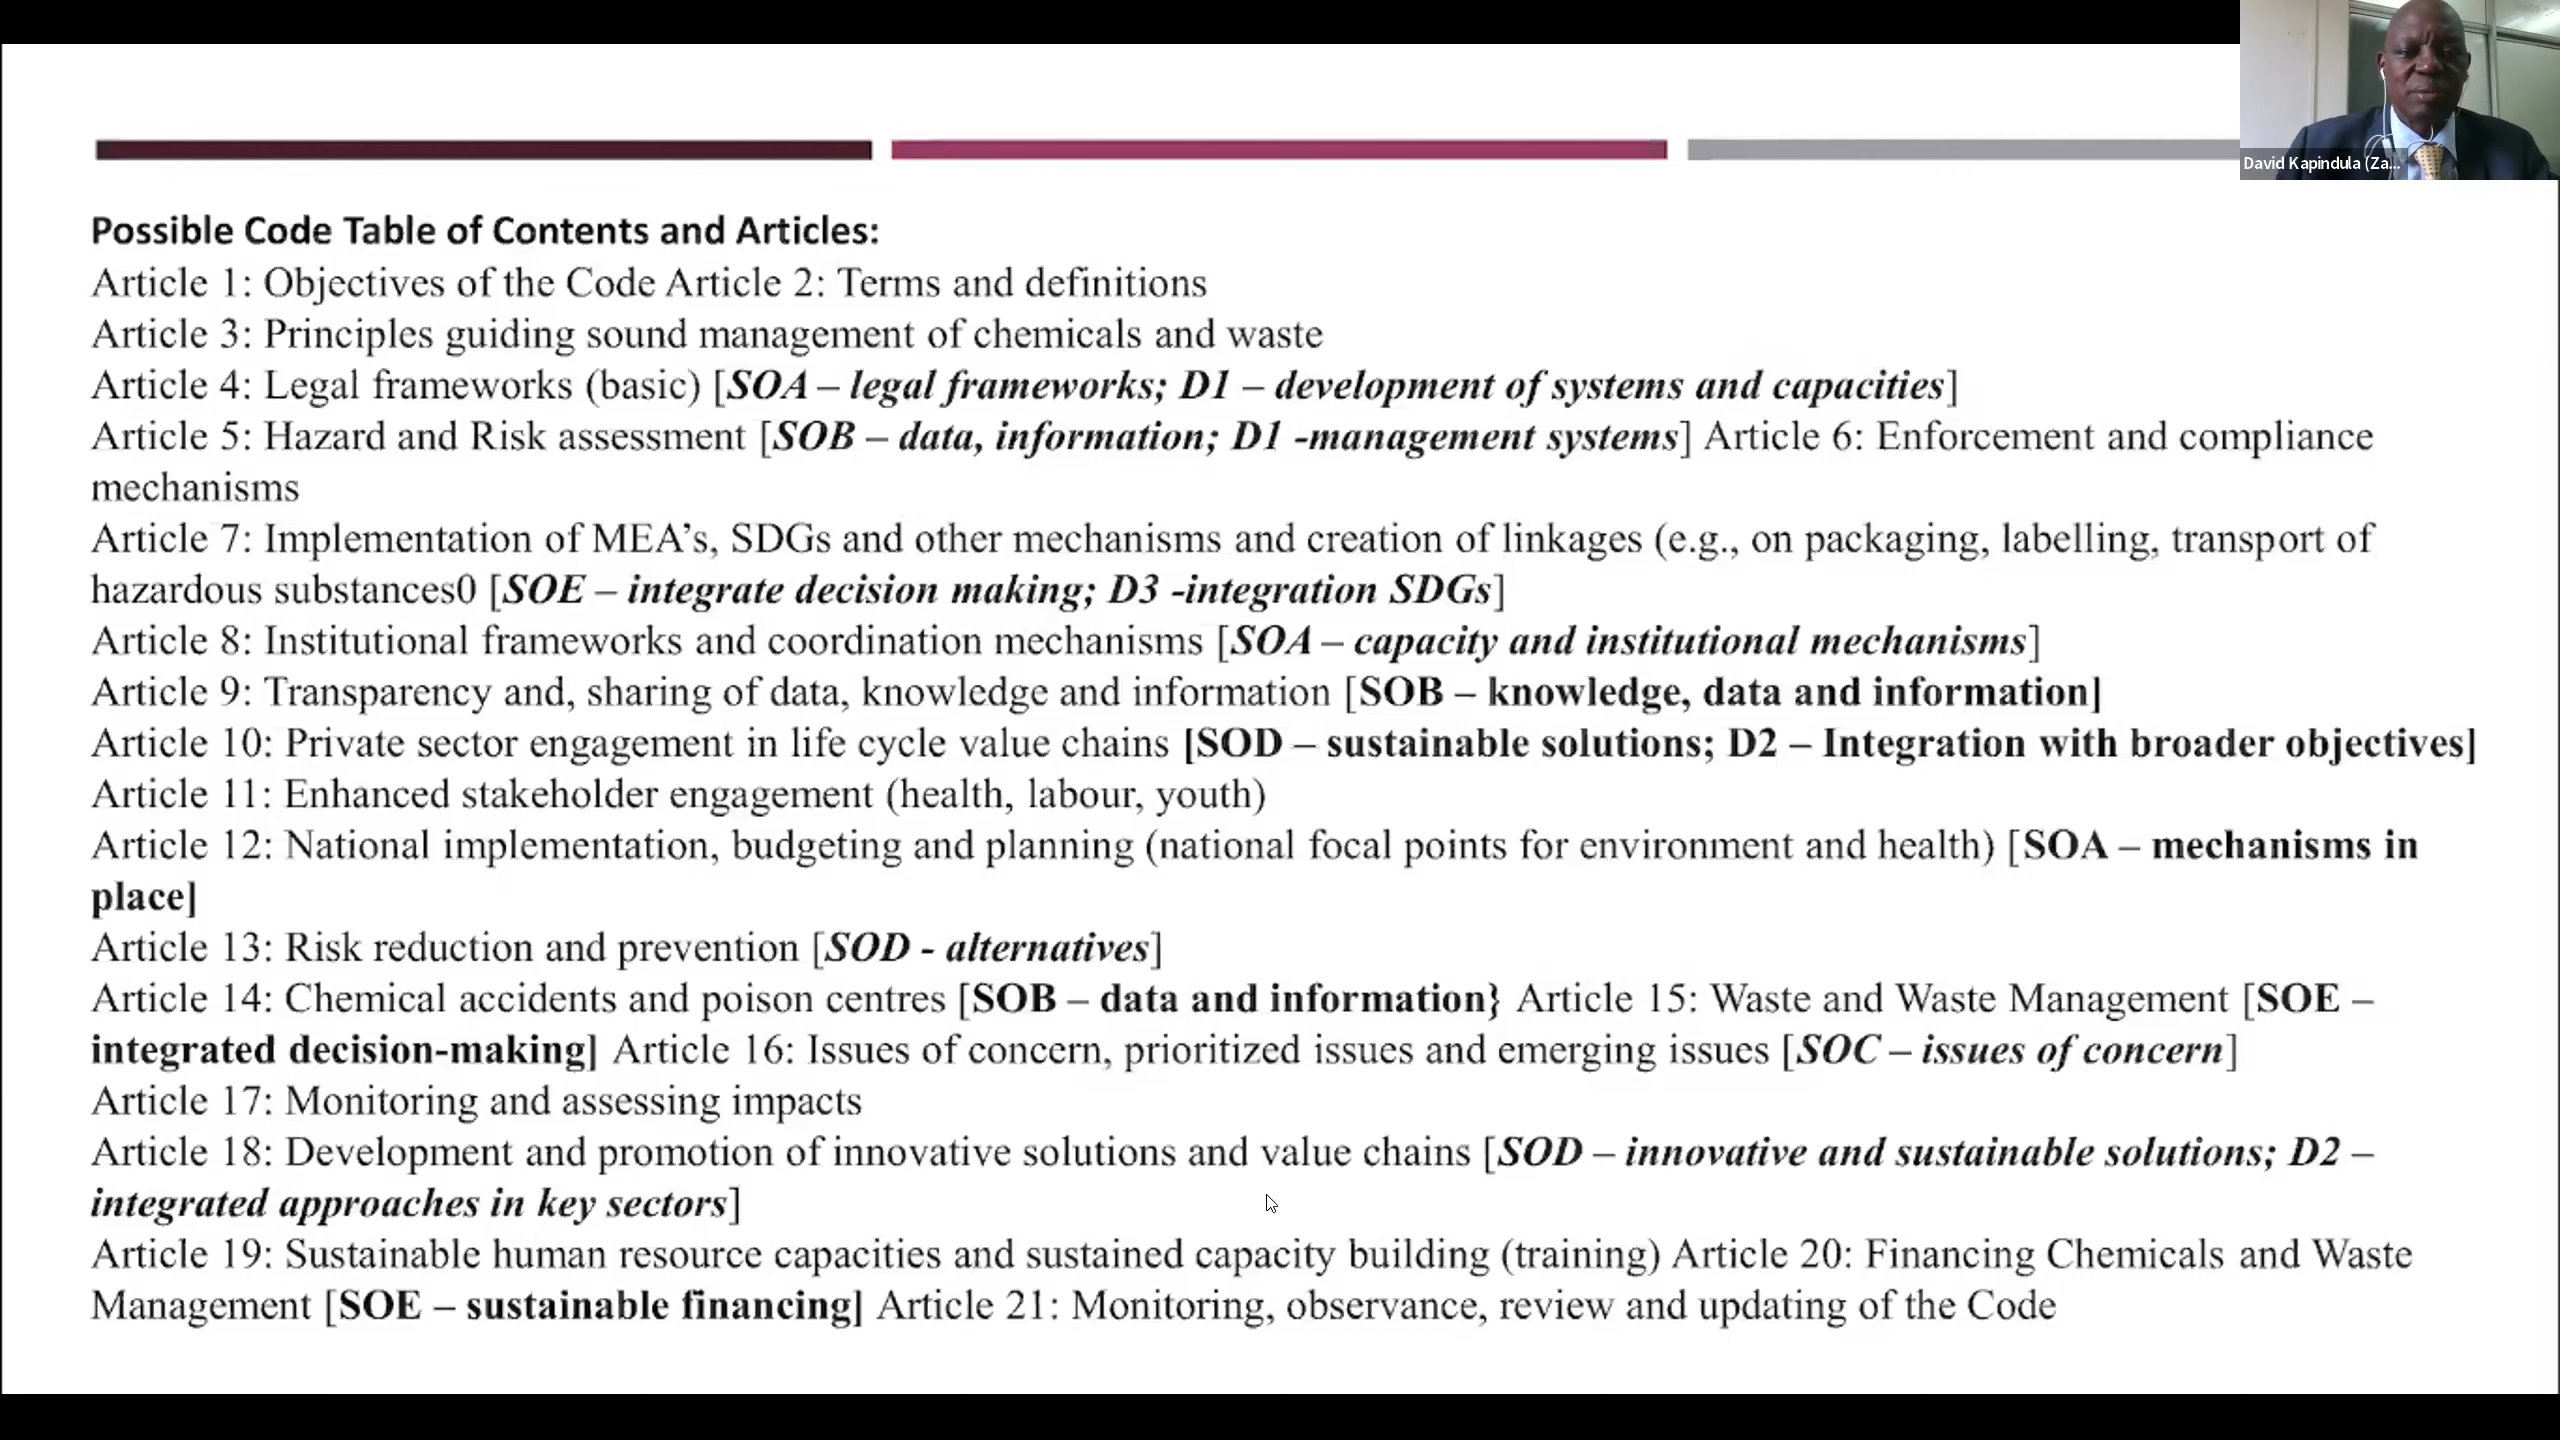 David Kapindula (Za...
Possible Code Table of Contents and Articles:
Article 1: Objectives of the Code Article 2: Terms and definitions
Article 3: Principles guiding sound management of chemicals and waste
Article 4: Legal frameworks (basic) [SOA – legal frameworks; D1 – development of systems and capacities]
Article 5: Hazard and Risk assessment [SOB – data, information; D1 -management systems] Article 6: Enforcement and compliance
mechanisms
Article 7: Implementation of MEA’s, SDGs and other mechanisms and creation of linkages (e.g., on packaging, labelling, transport of
hazardous substances0 [SOE – integrate decision making; D3 -integration SDGs]
Article 8: Institutional frameworks and coordination mechanisms [SOA – capacity and institutional mechanisms]
Article 9: Transparency and, sharing of data, knowledge and information [SOB – knowledge, data and information]
Article 10: Private sector engagement in life cycle value chains [SOD – sustainable solutions; D2 – Integration with broader objectives]
Article 11: Enhanced stakeholder engagement (health, labour, youth)
Article 12: National implementation, budgeting and planning (national focal points for environment and health) [SOA – mechanisms in
place]
Article 13: Risk reduction and prevention [SOD - alternatives]
Article 14: Chemical accidents and poison centres [SOB – data and information} Article 15: Waste and Waste Management [SOE –
integrated decision-making] Article 16: Issues of concern, prioritized issues and emerging issues [SOC – issues of concern]
Article 17: Monitoring and assessing impacts
Article 18: Development and promotion of innovative solutions and value chains [SOD – innovative and sustainable solutions; D2 –
integrated approaches in key sectors]
Article 19: Sustainable human resource capacities and sustained capacity building (training) Article 20: Financing Chemicals and Waste
Management [SOE – sustainable financing] Article 21: Monitoring, observance, review and updating of the Code